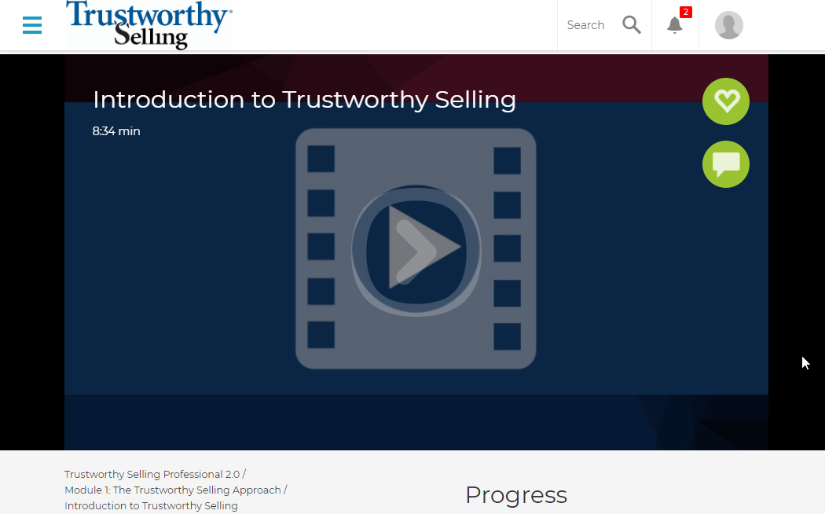 Trustworthy®
Selling
Search
2
Introduction to Trustworthy Selling
8:34 min
Trustworthy Selling Professional 2.0 /
Module 1: The Trustworthy Selling Approach /
Introduction to Trustworthy Selling
Progress